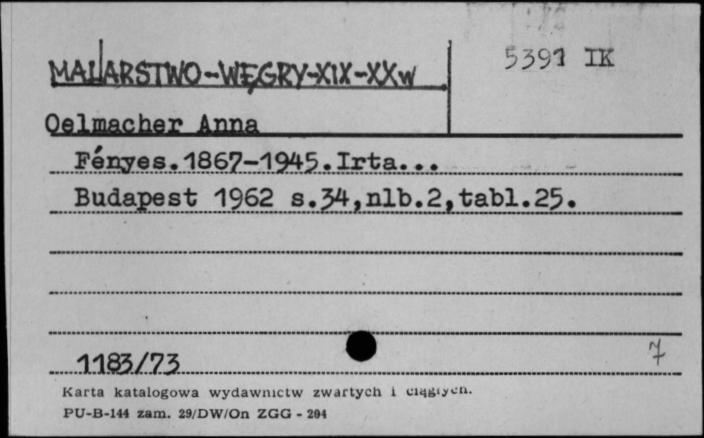 MALARSTWO-WĘGRY-XIX-XXw
5391 IK
Oelmacher Anna
Fényes.1867-1945.Irta...
Budapest 1962 s.34,nlb.2,tabl.25.
1183/73
7
Karta katalogowa wydawnictw zwartych i ciągłych.
PU-B-144 zam. 29/DW/On ZGG - 204